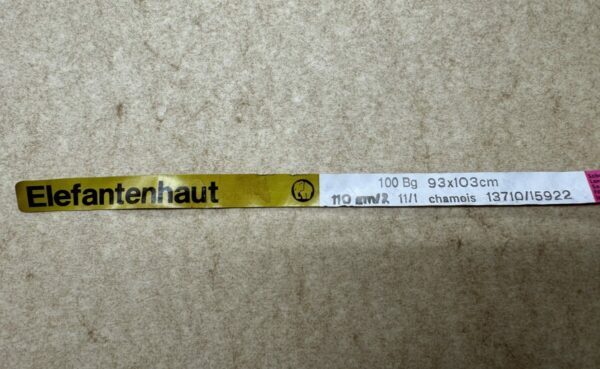 Elefantenhaut
100 Bg 93x103cm
110 gm/2 11/1 chamois 13710/15922